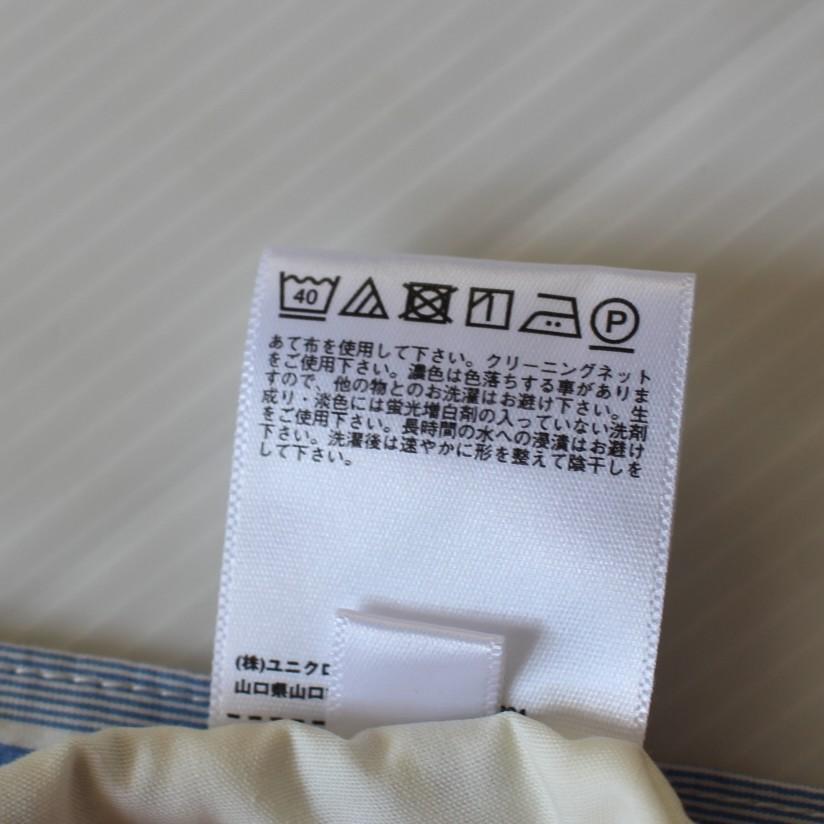 40 P
あて布を使用して下さい。クリーニングネット
をご使用下さい。濃色は色落ちする事がありま
すので、他の物とのお洗濯はお避け下さい。生
成り・淡色には蛍光増白剤の入っていない洗剤
をご使用下さい。長時間の水への浸漬はお避け
下さい。洗濯後は速やかに形を整えて陰干しを
して下さい。
(株)ユニクロ
山口県山口